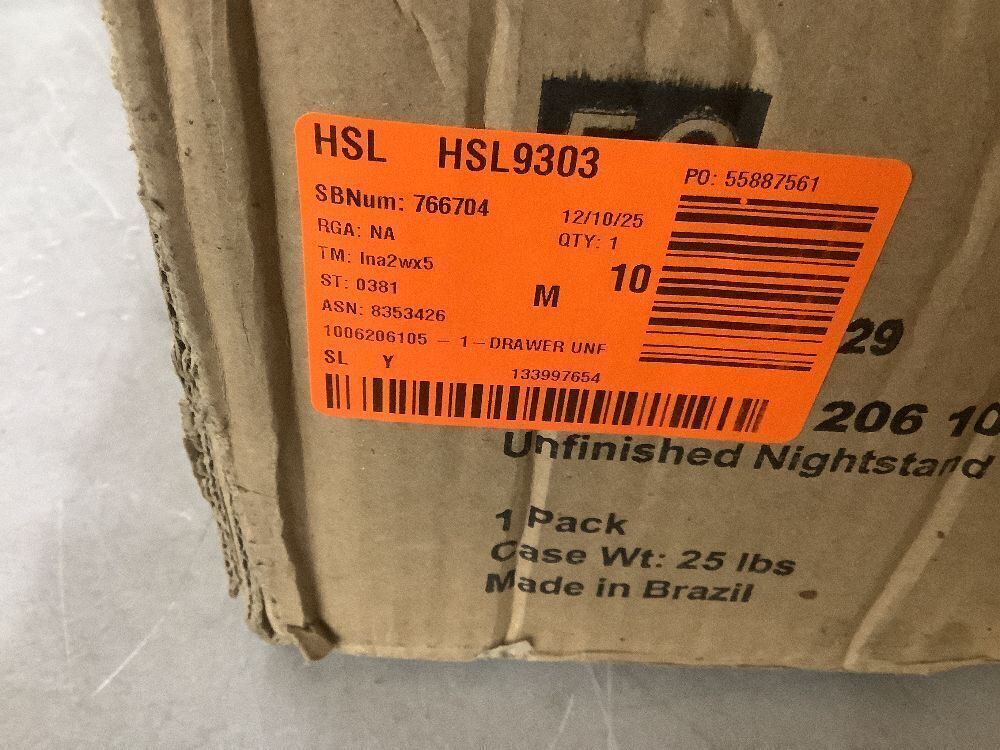 HSL HSL9303
PO: 55887561
SBNum: 766704
12/10/25
RGA: NA
QTY: 1
TM: lna2wx5
M 10
ST: 0381
ASN: 8353426
1006206105 - 1-DRAWER UNF
SL Y
133997654
29
206 10
Unfinished Nightstand
1 Pack
Case Wt: 25 lbs
Made in Brazil